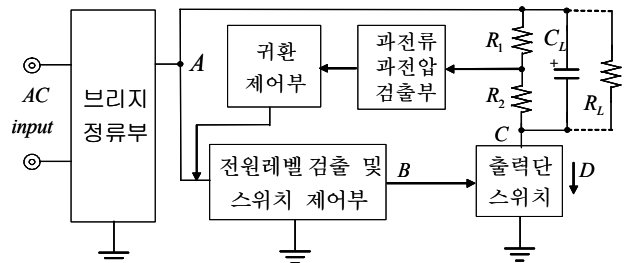 AC
input
브리지
정류부
A
귀환
제어부
과전류
과전압
검출부
R1
R2
CL
+
RL
C
전원레벨 검출 및
스위치 제어부
B
출력단
스위치
D